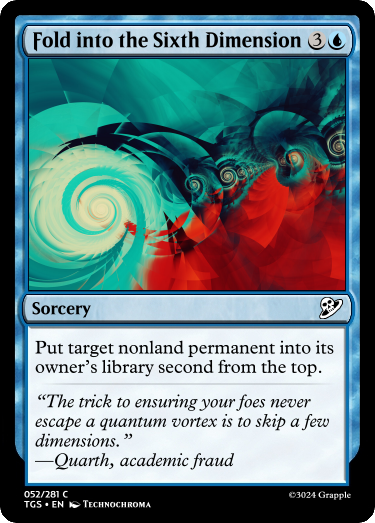 Fold into the Sixth Dimension 3
Sorcery
Put target nonland permanent into its
owner's library second from the top.
“The trick to ensuring your foes never
escape a quantum vortex is to skip a few
dimensions.”
—Quarth, academic fraud
052/281 C
TGS • EN Technochroma
©3024 Grapple